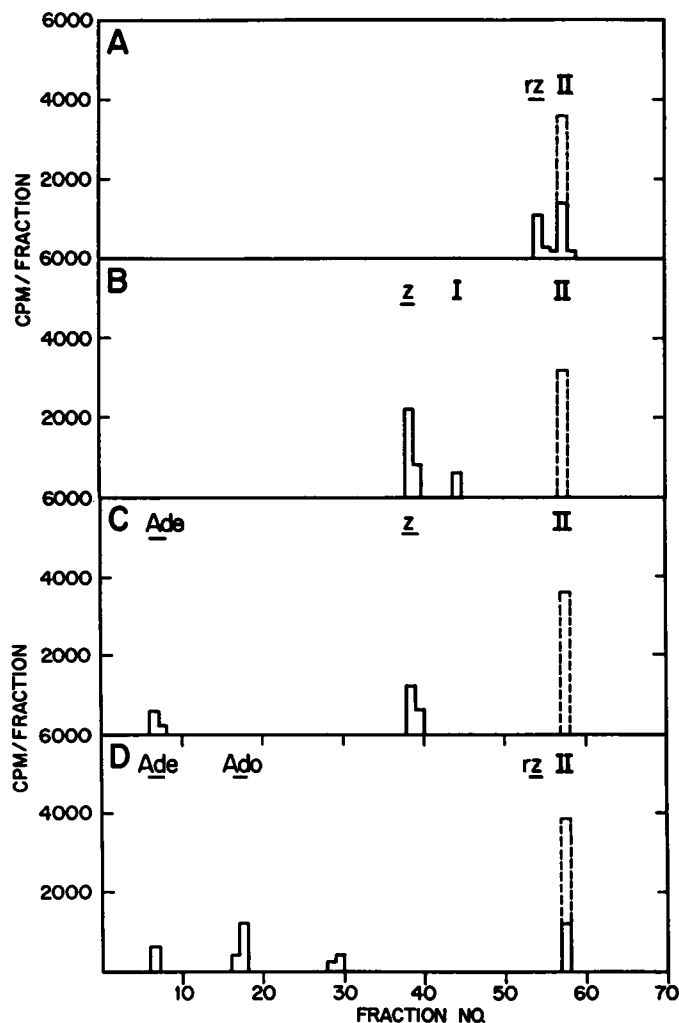 6000
A
4000
rz II
2000
6000
B
z I II
4000
2000
6000
C
Ade z II
4000
2000
6000
D
Ade Ado rz II
4000
2000
10 20 30 40 50 60 70
FRACTION NO.
CPM/FRACTION
CPM/FRACTION